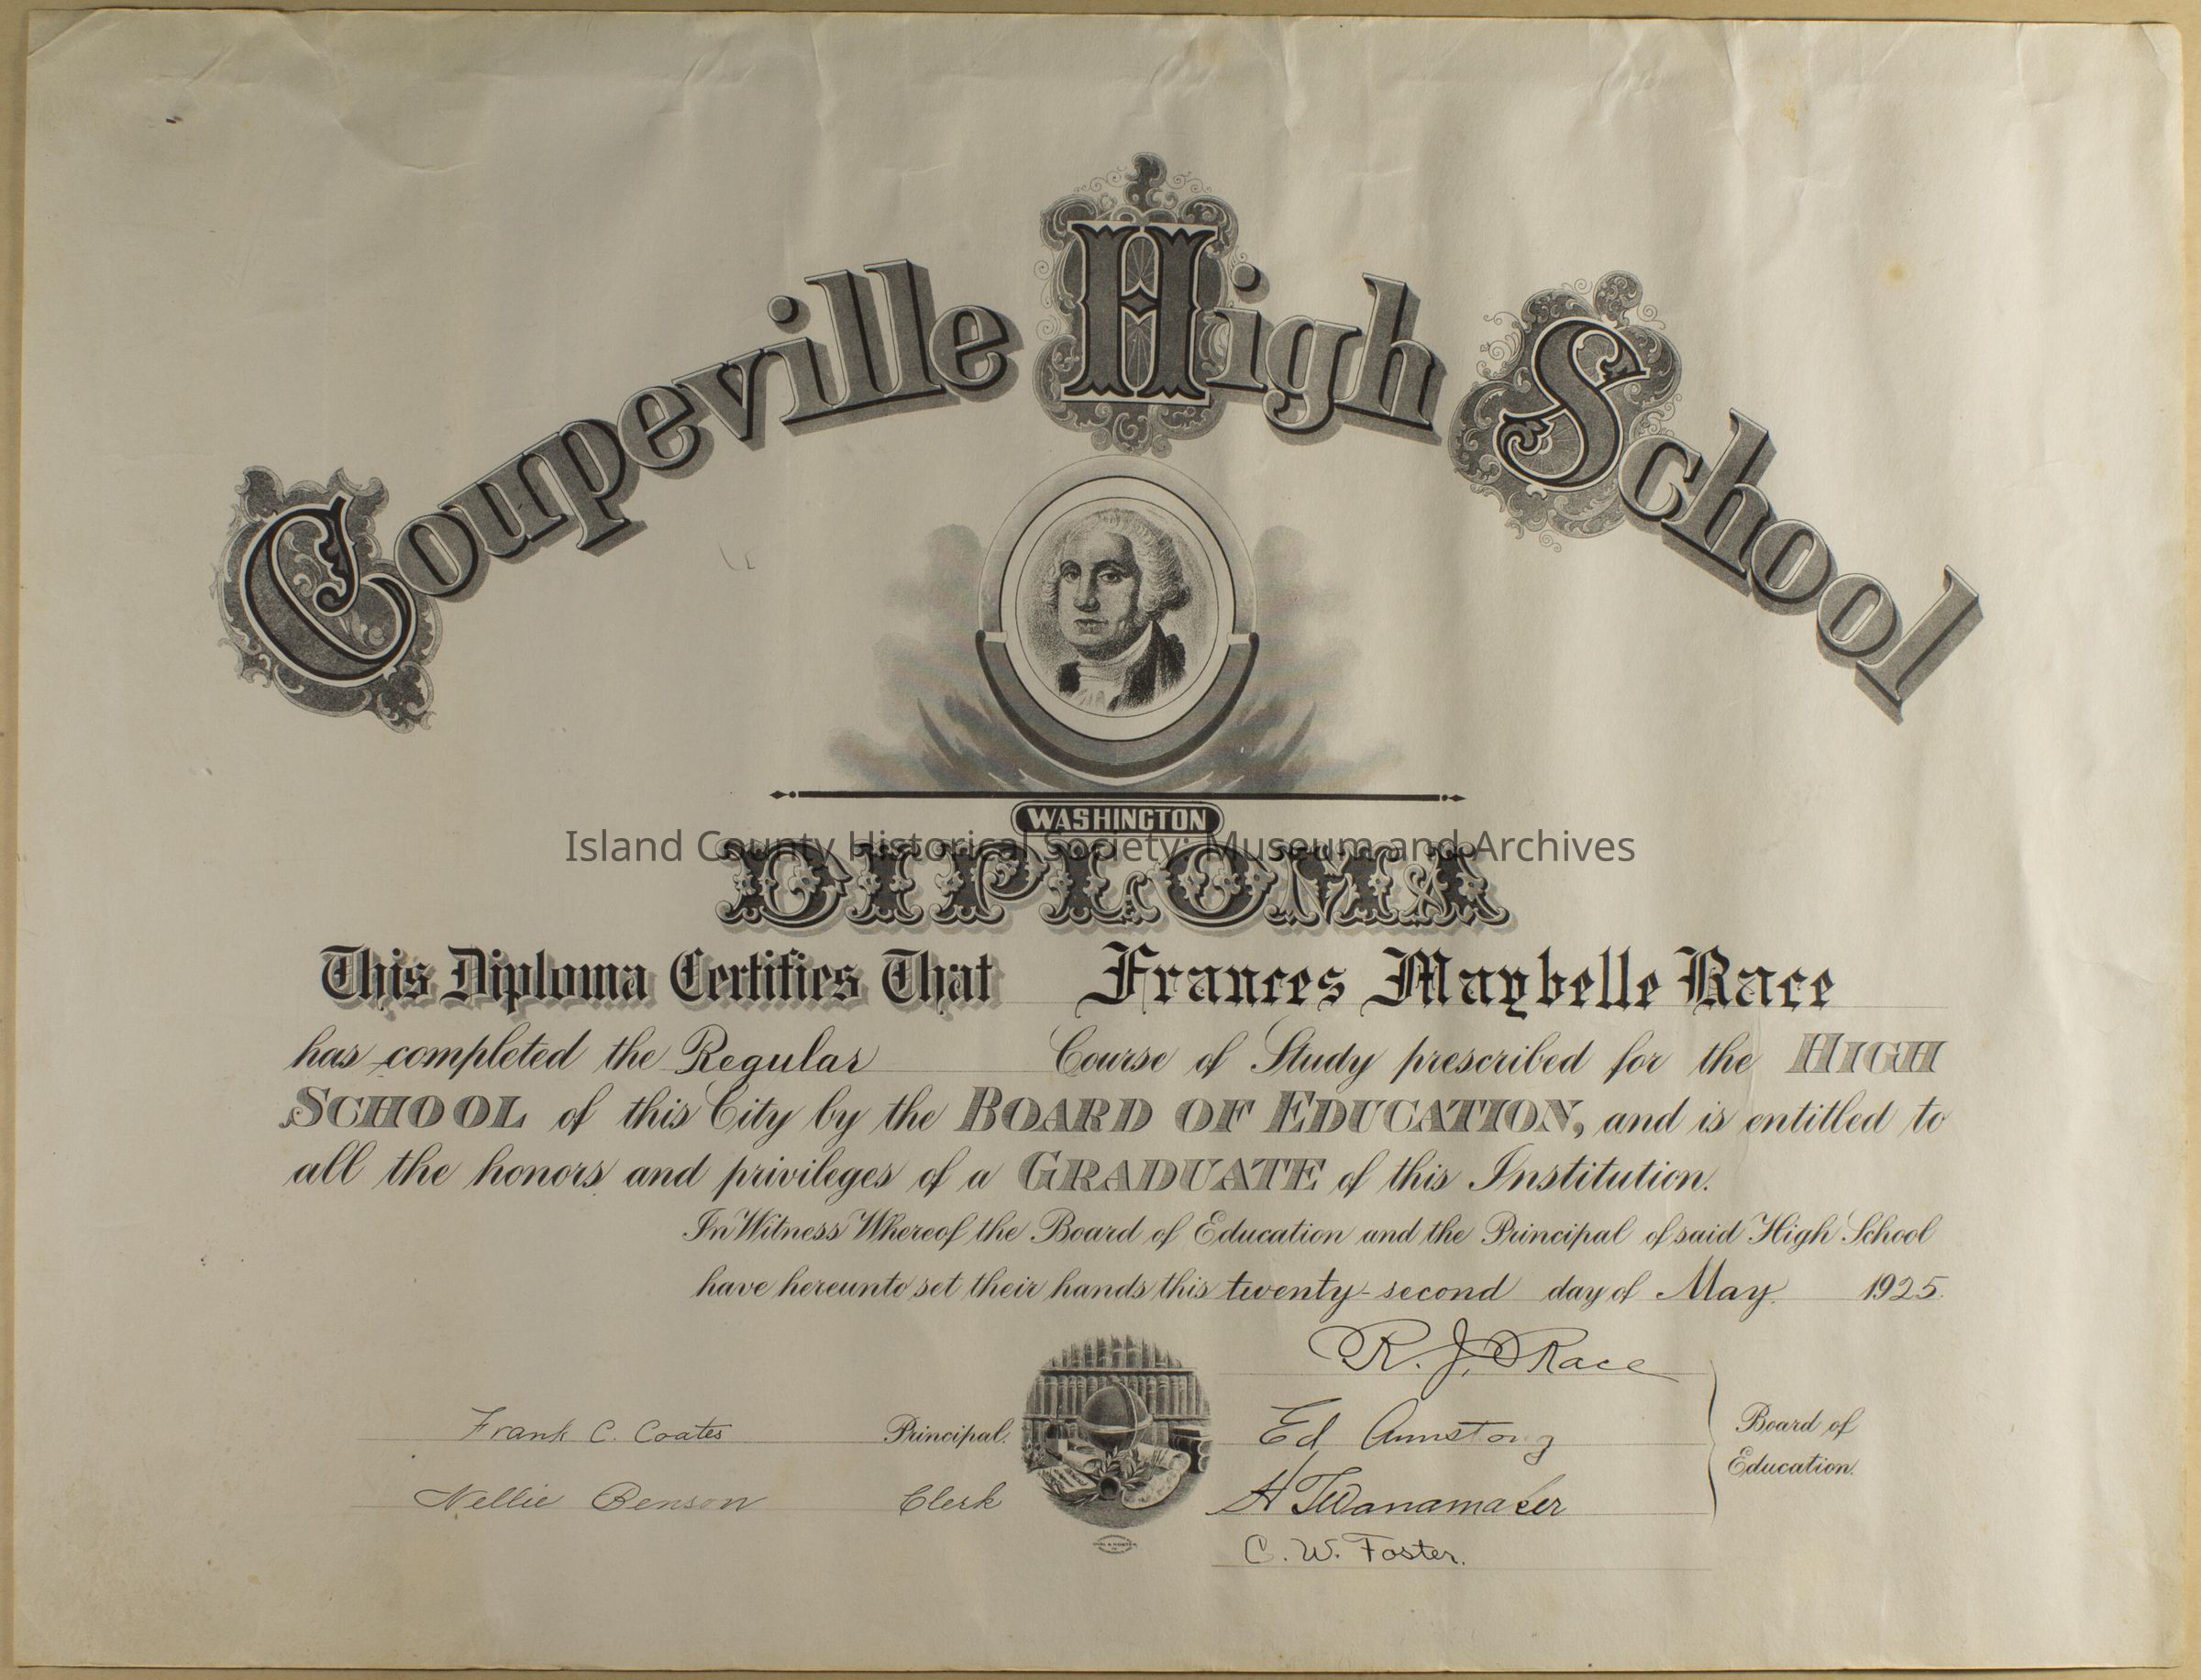 Coupeville High School
WASHINGTON
Island County Historical Society: Museum and Archives
DIPLOMA
This Diploma Certifies That Frances Maybelle Race
has completed the Regular Course of Study prescribed for the HIGH
SCHOOL of this City by the BOARD OF EDUCATION, and is entitled to
all the honors and privileges of a GRADUATE of this Institution.
In Witness Whereof the Board of Education and the Principal of said High School
have hereunto set their hands this twenty-second day of May 1925.
R. J. Race
Frank C. Coates Principal.
Ed Armstong
Board of
Education.
Nellie Benson Clerk
H T Wanamaker
C. W. Foster.